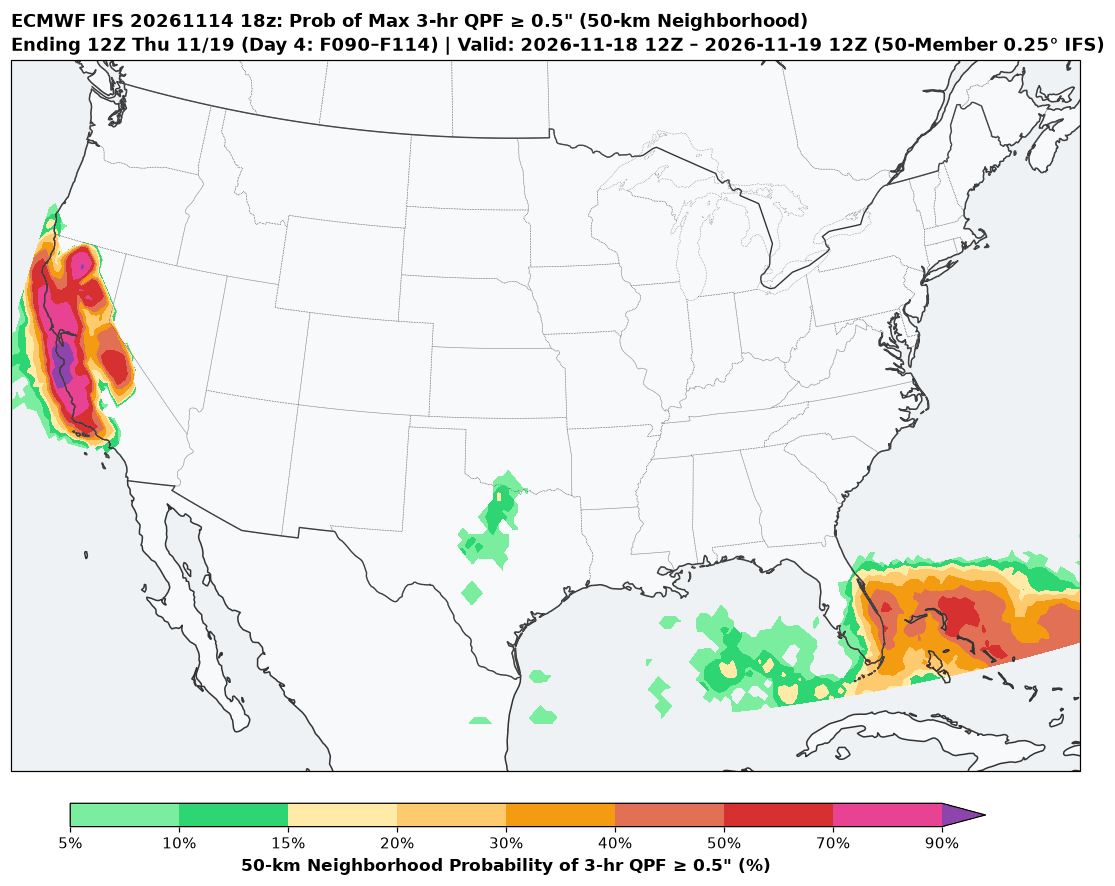 ECMWF IFS 20261114 18z: Prob of Max 3-hr QPF ≥ 0.5" (50-km Neighborhood)
Ending 12Z Thu 11/19 (Day 4: F090–F114) | Valid: 2026-11-18 12Z – 2026-11-19 12Z (50-Member 0.25° IFS)
5% 10% 15% 20% 30% 40% 50% 70% 90%
50-km Neighborhood Probability of 3-hr QPF ≥ 0.5" (%)